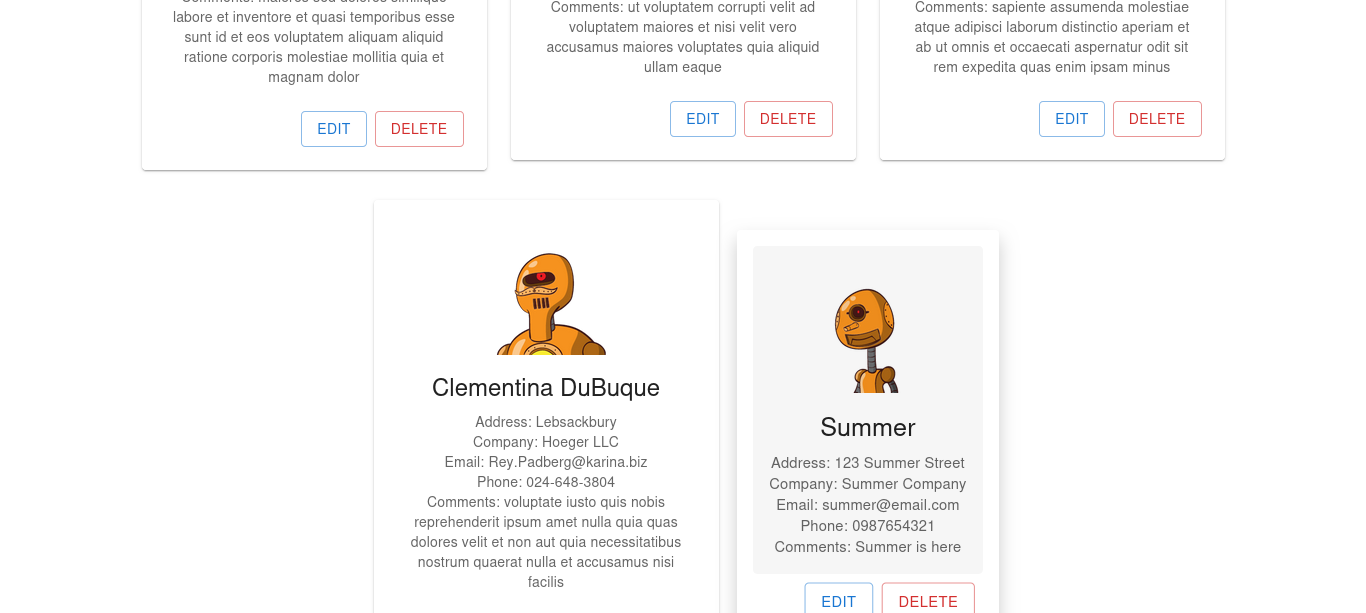 labore et inventore et quasi temporibus esse
sunt id et eos voluptatem aliquam aliquid
ratione corporis molestiae mollitia quia et
magnam dolor
EDIT DELETE
Comments: ut voluptatem corrupti velit ad
voluptatem maiores et nisi velit vero
accusamus maiores voluptates quia aliquid
ullam eaque
EDIT DELETE
Comments: sapiente assumenda molestiae
atque adipisci laborum distinctio aperiam et
ab ut omnis et occaecati aspernatur odit sit
rem expedita quas enim ipsam minus
EDIT DELETE
Clementina DuBuque
Address: Lebsackbury
Company: Hoeger LLC
Email: Rey.Padberg@karina.biz
Phone: 024-648-3804
Comments: voluptate iusto quis nobis
reprehenderit ipsum amet nulla quia quas
dolores velit et non aut quia necessitatibus
nostrum quaerat nulla et accusamus nisi
facilis
Summer
Address: 123 Summer Street
Company: Summer Company
Email: summer@email.com
Phone: 0987654321
Comments: Summer is here
EDIT DELETE